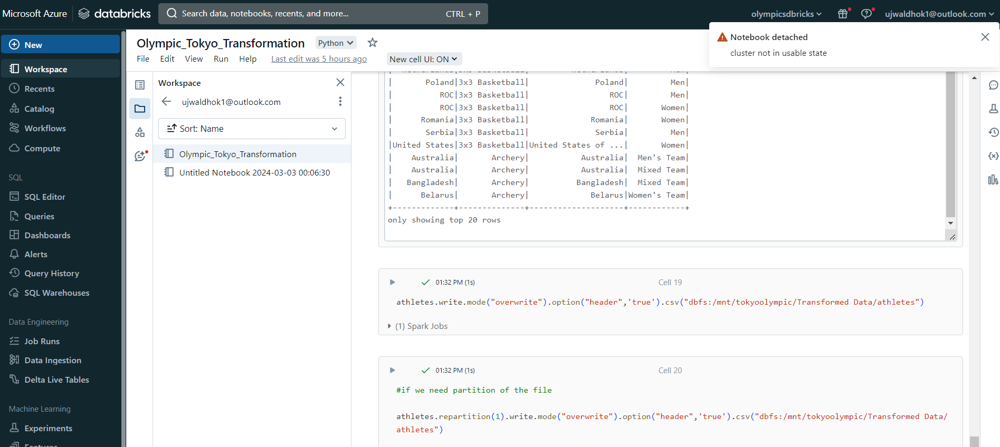 Microsoft Azure databricks Search data, notebooks, recents, and more... CTRL + P olympicsdbricks ujwaldhok1@outlook.com
Notebook detached
cluster not in usable state
New
Workspace
Recents
Catalog
Workflows
Compute
SQL
SQL Editor
Queries
Dashboards
Alerts
Query History
SQL Warehouses
Data Engineering
Job Runs
Data Ingestion
Delta Live Tables
Machine Learning
Experiments
Features
Olympic_Tokyo_Transformation Python
File Edit View Run Help Last edit was 5 hours ago New cell UI: ON
Workspace
ujwaldhok1@outlook.com
Sort: Name
Olympic_Tokyo_Transformation
Untitled Notebook 2024-03-03 00:06:30
| Netherlands|3x3 Basketball| Netherlands| Men|
| Poland|3x3 Basketball| Poland| Men|
| ROC|3x3 Basketball| ROC| Men|
| ROC|3x3 Basketball| ROC| Women|
| Romania|3x3 Basketball| Romania| Women|
| Serbia|3x3 Basketball| Serbia| Men|
|United States|3x3 Basketball|United States of ...| Women|
| Australia| Archery| Australia| Men's Team|
| Australia| Archery| Australia| Mixed Team|
| Bangladesh| Archery| Bangladesh| Mixed Team|
| Belarus| Archery| Belarus|Women's Team|
+-------------+--------------+--------------------+------------+
only showing top 20 rows
01:32 PM (1s) Cell 19
athletes.write.mode("overwrite").option("header",'true').csv("dbfs:/mnt/tokyoolympic/Transformed Data/athletes")
(1) Spark Jobs
01:32 PM (1s) Cell 20
#if we need partition of the file
athletes.repartition(1).write.mode("overwrite").option("header",'true').csv("dbfs:/mnt/tokyoolympic/Transformed Data/
athletes")